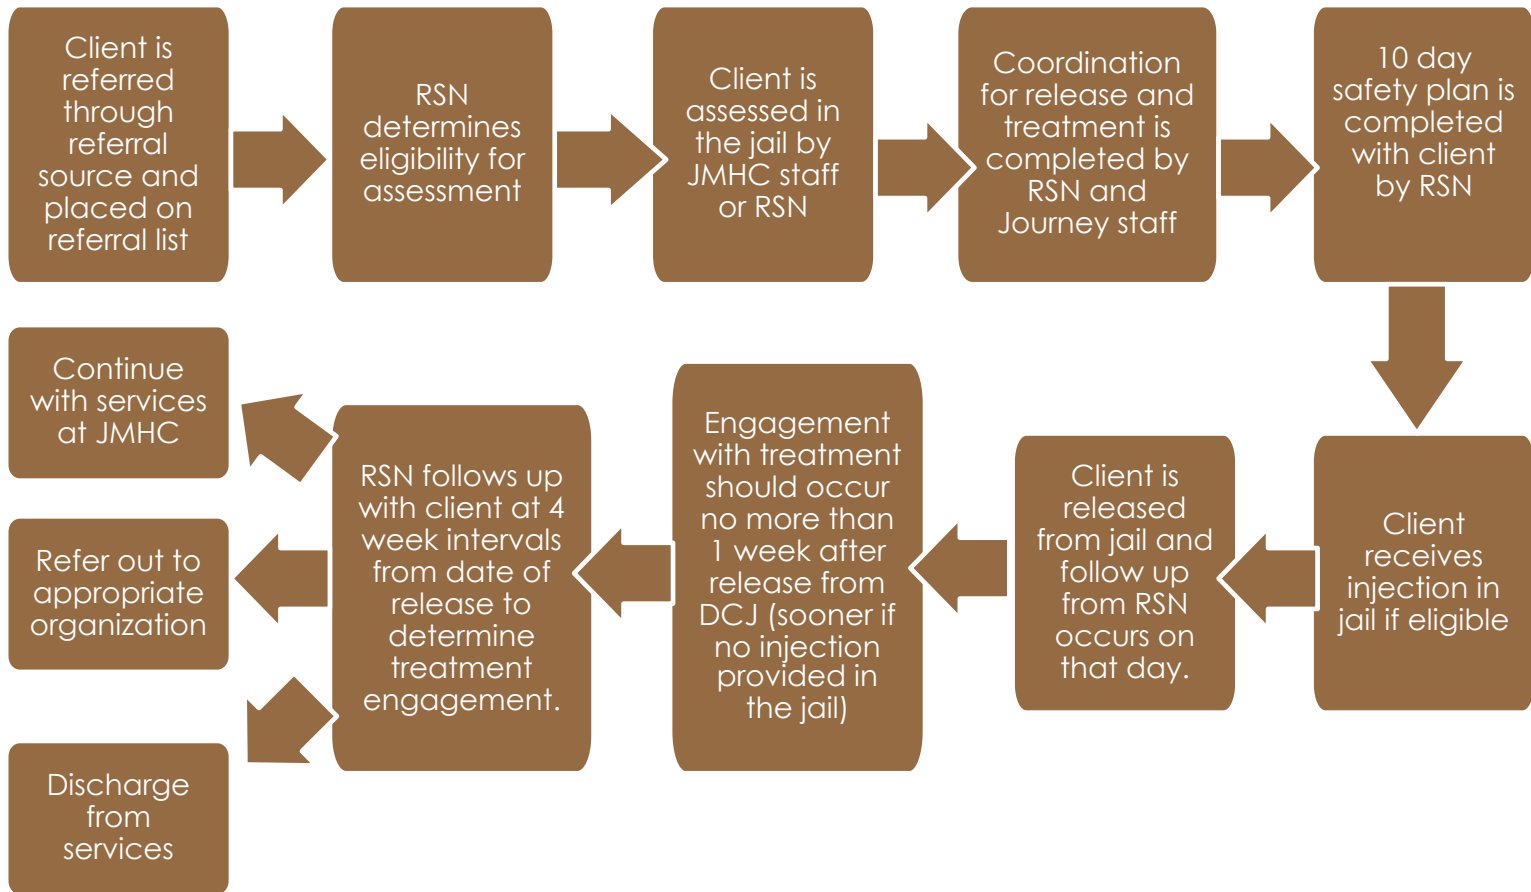 Client is
referred
through
referral
source and
placed on
referral list
RSN
determines
eligibility for
assessment
Client is
assessed in
the jail by
JMHC staff
or RSN
Coordination
for release and
treatment is
completed by
RSN and
Journey staff
10 day
safety plan is
completed
with client
by RSN
Client
receives
injection in
jail if eligible
Client is
released
from jail and
follow up
from RSN
occurs on
that day.
Engagement
with treatment
should occur
no more than
1 week after
release from
DCJ (sooner if
no injection
provided in
the jail)
RSN follows up
with client at 4
week intervals
from date of
release to
determine
treatment
engagement.
Continue
with services
at JMHC
Refer out to
appropriate
organization
Discharge
from
services